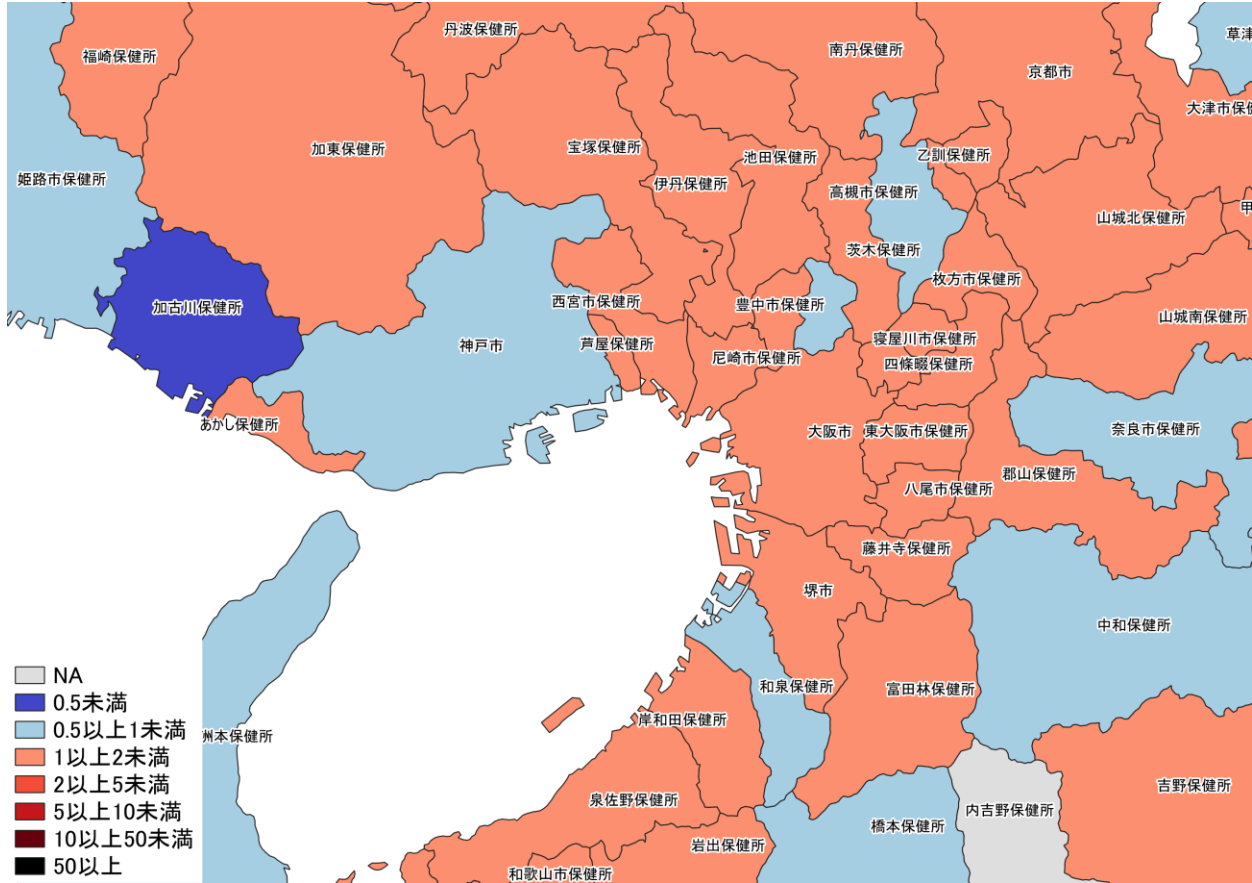 丹波保健所
南丹保健所
草津
福崎保健所
京都市
大津市保健
加東保健所
宝塚保健所
池田保健所
乙訓保健所
姫路市保健所
伊丹保健所
高槻市保健所
山城北保健所
甲
茨木保健所
枚方市保健所
加古川保健所
西宮市保健所
豊中市保健所
山城南保健所
神戸市
芦屋保健所
尼崎市保健所
寝屋川市保健所
四條畷保健所
あかし保健所
大阪市
東大阪市保健所
奈良市保健所
八尾市保健所
郡山保健所
藤井寺保健所
堺市
中和保健所
和泉保健所
富田林保健所
洲本保健所
岸和田保健所
泉佐野保健所
吉野保健所
内吉野保健所
橋本保健所
岩出保健所
和歌山市保健所
NA
0.5未満
0.5以上1未満
1以上2未満
2以上5未満
5以上10未満
10以上50未満
50以上